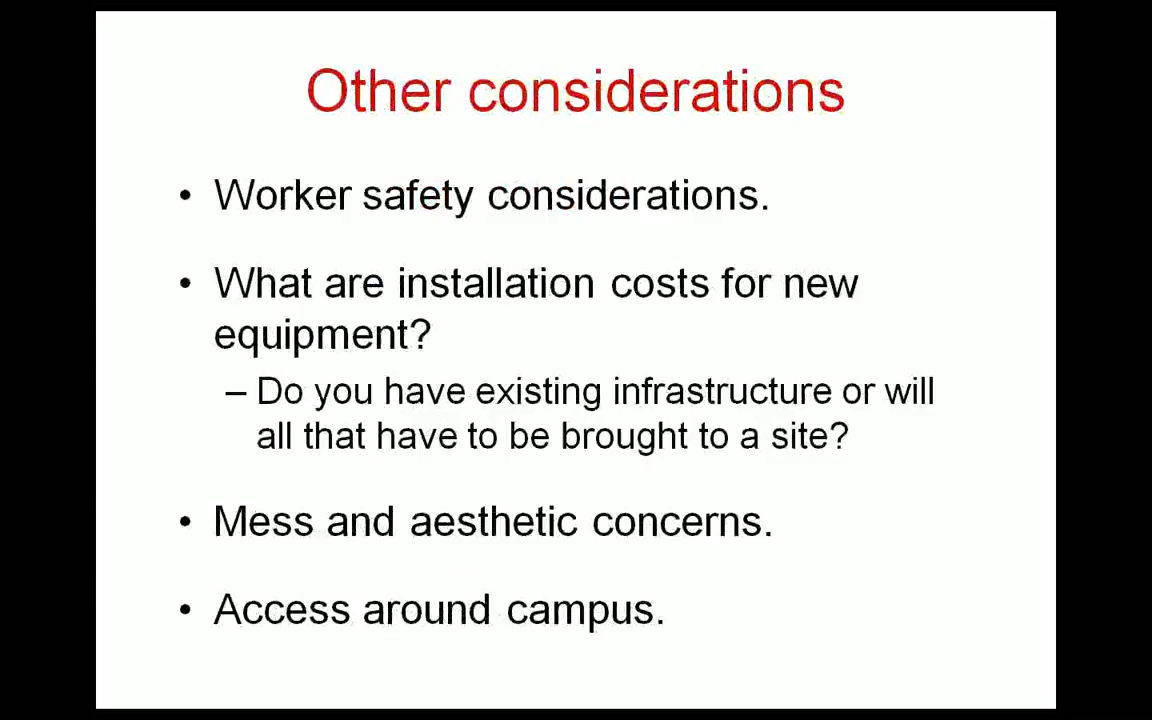 Other considerations
• Worker safety considerations.
• What are installation costs for new
equipment?
– Do you have existing infrastructure or will
all that have to be brought to a site?
• Mess and aesthetic concerns.
• Access around campus.